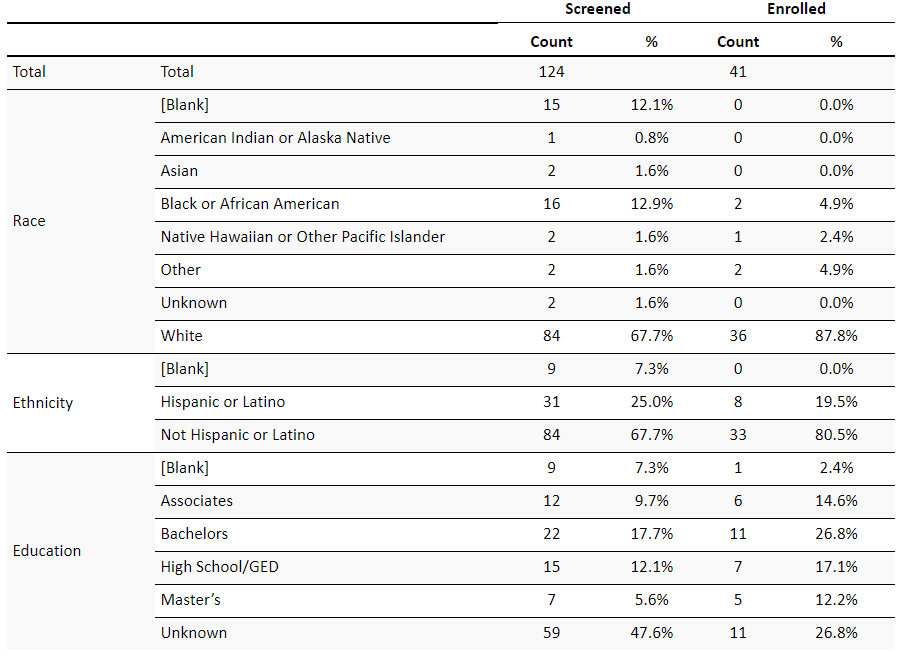 Screened Enrolled
Count % Count %
Total Total 124 41
[Blank] 15 12.1% 0 0.0%
American Indian or Alaska Native 1 0.8% 0 0.0%
Asian 2 1.6% 0 0.0%
Black or African American 16 12.9% 2 4.9%
Race
Native Hawaiian or Other Pacific Islander 2 1.6% 1 2.4%
Other 2 1.6% 2 4.9%
Unknown 2 1.6% 0 0.0%
White 84 67.7% 36 87.8%
[Blank] 9 7.3% 0 0.0%
Ethnicity Hispanic or Latino 31 25.0% 8 19.5%
Not Hispanic or Latino 84 67.7% 33 80.5%
[Blank] 9 7.3% 1 2.4%
Associates 12 9.7% 6 14.6%
Bachelors 22 17.7% 11 26.8%
Education
High School/GED 15 12.1% 7 17.1%
Master’s 7 5.6% 5 12.2%
Unknown 59 47.6% 11 26.8%